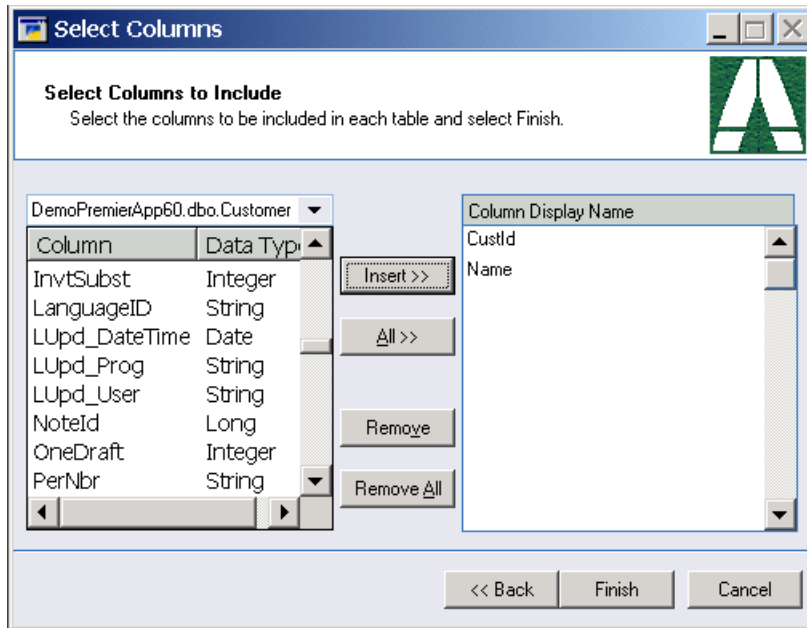 Select Columns
Select Columns to Include
Select the columns to be included in each table and select Finish.
DemoPremierApp60.dbo.Customer
Column Data Typ
InvtSubst Integer
LanguageID String
LUpd_DateTime Date
LUpd_Prog String
LUpd_User String
NoteId Long
OneDraft Integer
PerNbr String
Insert >>
All >>
Remove
Remove All
Column Display Name
CustId
Name
<< Back Finish Cancel